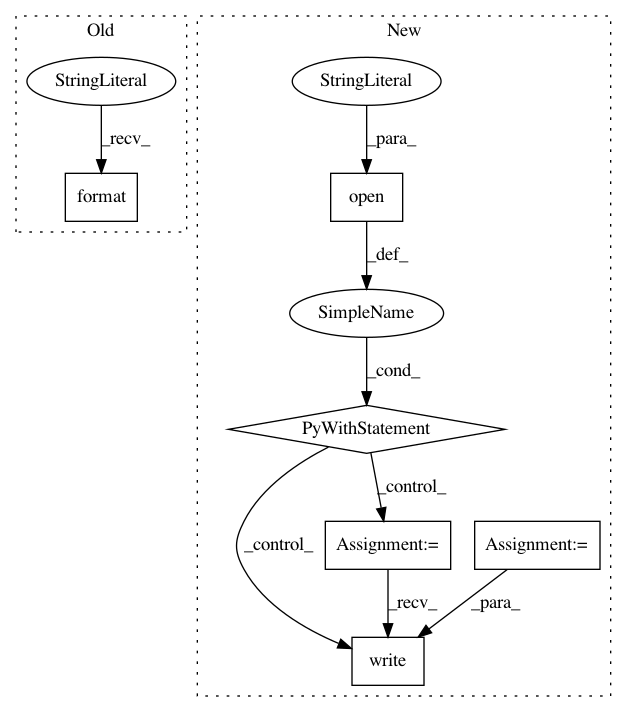 Old
New
StringLiteral
StringLiteral
_recv_
_para_
format
open
_def_
SimpleName
_cond_
PyWithStatement
_control_
_control_
Assignment:=
Assignment:=
_recv_
_para_
write